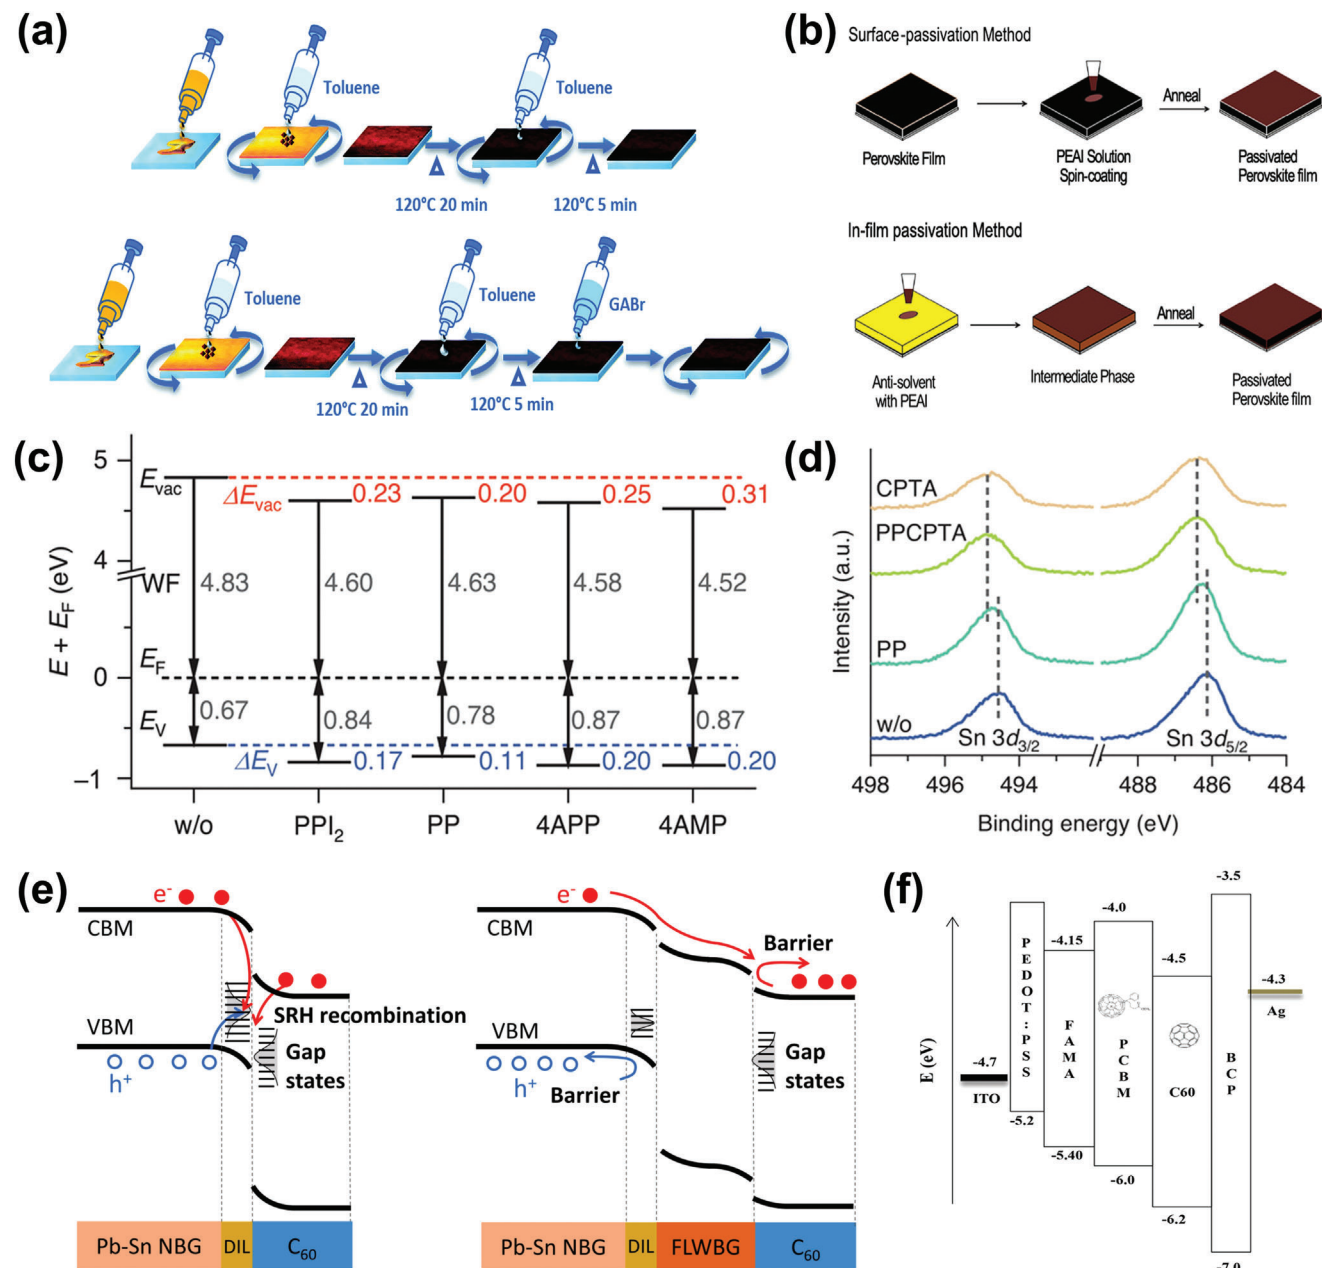 (a)
Toluene
Toluene
120°C 20 min
120°C 5 min
Toluene
Toluene
GABr
120°C 20 min
120°C 5 min
(b)
Surface-passivation Method
Anneal
Perovskite Film
PEAI Solution
Spin-coating
Passivated
Perovskite film
In-film passivation Method
Anneal
Anti-solvent
with PEAI
Intermediate Phase
Passivated
Perovskite film
(c)
E + E_F (eV)
5
4
0
−1
E_vac
ΔE_vac
0.23
0.20
0.25
0.31
WF
4.83
4.60
4.63
4.58
4.52
E_F
E_V
0.67
0.84
0.78
0.87
0.87
ΔE_V
0.17
0.11
0.20
0.20
w/o
PPI₂
PP
4APP
4AMP
(d)
Intensity (a.u.)
CPTA
PPCPTA
PP
w/o
Sn 3d₃/₂
Sn 3d₅/₂
498
496
494
488
486
484
Binding energy (eV)
(e)
e⁻
CBM
SRH recombination
VBM
h⁺
Gap
states
Pb-Sn NBG
DIL
C₆₀
e⁻
CBM
Barrier
VBM
h⁺
Barrier
Gap
states
Pb-Sn NBG
DIL
FLWBG
C₆₀
(f)
E (eV)
-4.7
ITO
PEDOT:PSS
-5.2
-4.15
FAMA
-5.40
-4.0
PCBM
-6.0
-4.5
C60
-6.2
-3.5
BCP
-7.0
-4.3
Ag